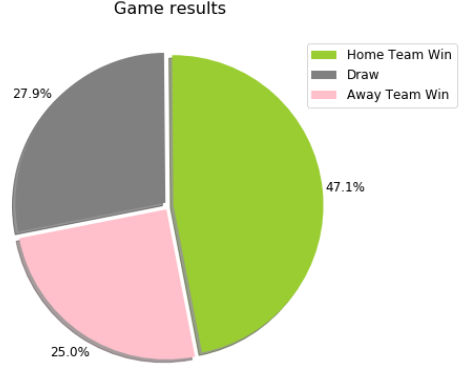 Game results
Home Team Win
Draw
Away Team Win
27.9%
47.1%
25.0%